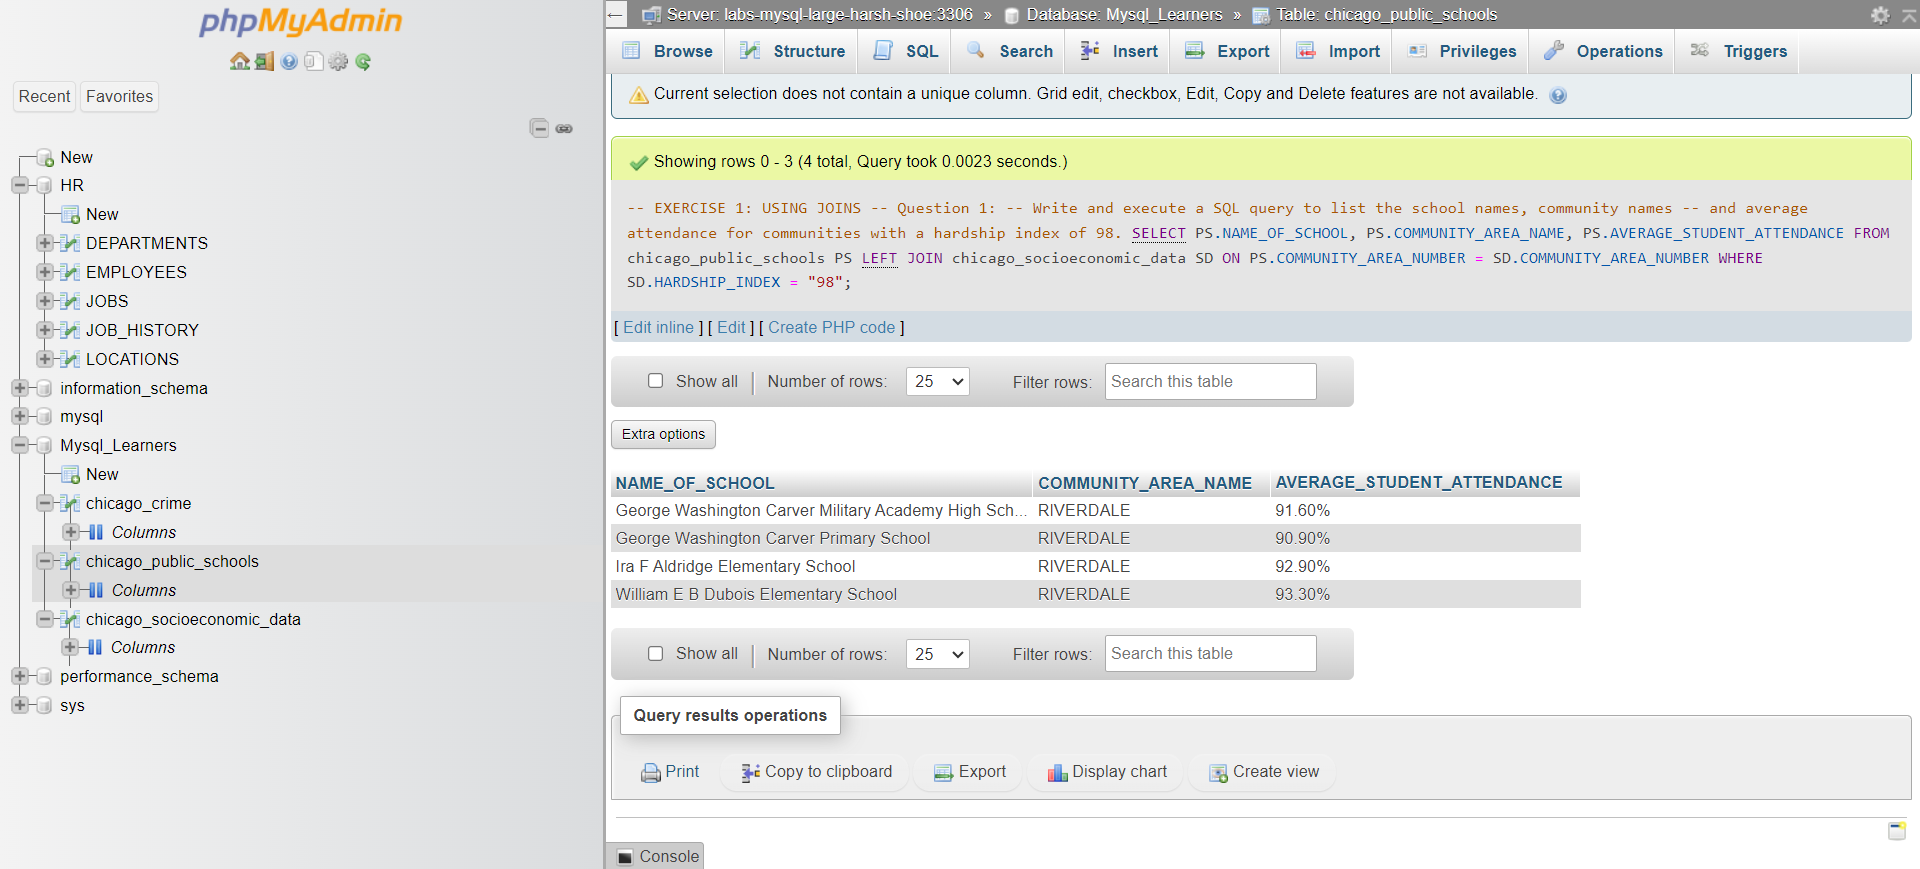 phpMyAdmin
Recent
Favorites
New
HR
New
DEPARTMENTS
EMPLOYEES
JOBS
JOB_HISTORY
LOCATIONS
information_schema
mysql
Mysql_Learners
New
chicago_crime
Columns
chicago_public_schools
Columns
chicago_socioeconomic_data
Columns
performance_schema
sys
Server: labs-mysql-large-harsh-shoe:3306 » Database: Mysql_Learners » Table: chicago_public_schools
Browse Structure SQL Search Insert Export Import Privileges Operations Triggers
Current selection does not contain a unique column. Grid edit, checkbox, Edit, Copy and Delete features are not available.
Showing rows 0 - 3 (4 total, Query took 0.0023 seconds.)
-- EXERCISE 1: USING JOINS -- Question 1: -- Write and execute a SQL query to list the school names, community names -- and average
attendance for communities with a hardship index of 98. SELECT PS.NAME_OF_SCHOOL, PS.COMMUNITY_AREA_NAME, PS.AVERAGE_STUDENT_ATTENDANCE FROM
chicago_public_schools PS LEFT JOIN chicago_socioeconomic_data SD ON PS.COMMUNITY_AREA_NUMBER = SD.COMMUNITY_AREA_NUMBER WHERE
SD.HARDSHIP_INDEX = "98";
[ Edit inline ] [ Edit ] [ Create PHP code ]
Show all Number of rows: 25 Filter rows: Search this table
Extra options
NAME_OF_SCHOOL COMMUNITY_AREA_NAME AVERAGE_STUDENT_ATTENDANCE
George Washington Carver Military Academy High Sch... RIVERDALE 91.60%
George Washington Carver Primary School RIVERDALE 90.90%
Ira F Aldridge Elementary School RIVERDALE 92.90%
William E B Dubois Elementary School RIVERDALE 93.30%
Show all Number of rows: 25 Filter rows: Search this table
Query results operations
Print Copy to clipboard Export Display chart Create view
Console